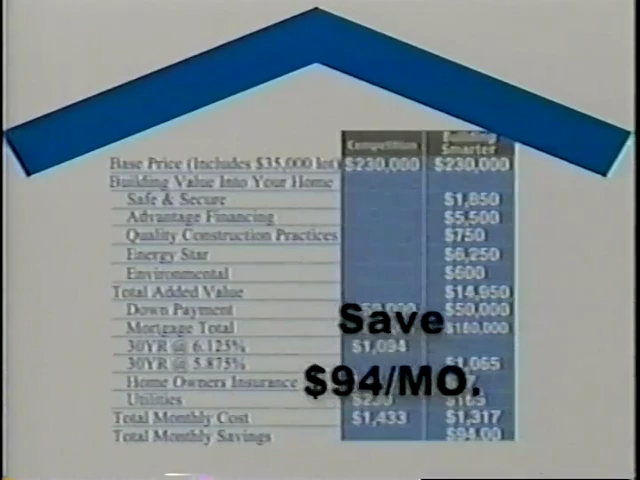 Competition Building Smarter
Base Price (Includes $35,000 lot) $230,000 $230,000
Building Value Into Your Home
Safe & Secure $1,850
Advantage Financing $5,500
Quality Construction Practices $750
Energy Star $6,250
Environmental $600
Total Added Value $14,950
Down Payment $50,000
Save
Mortgage Total $180,000
30YR @ 6.125% $1,094
30YR @ 5.875% $1,065
Home Owners Insurance
$94/MO.
Utilities $165
Total Monthly Cost $1,433 $1,317
Total Monthly Savings $94.00